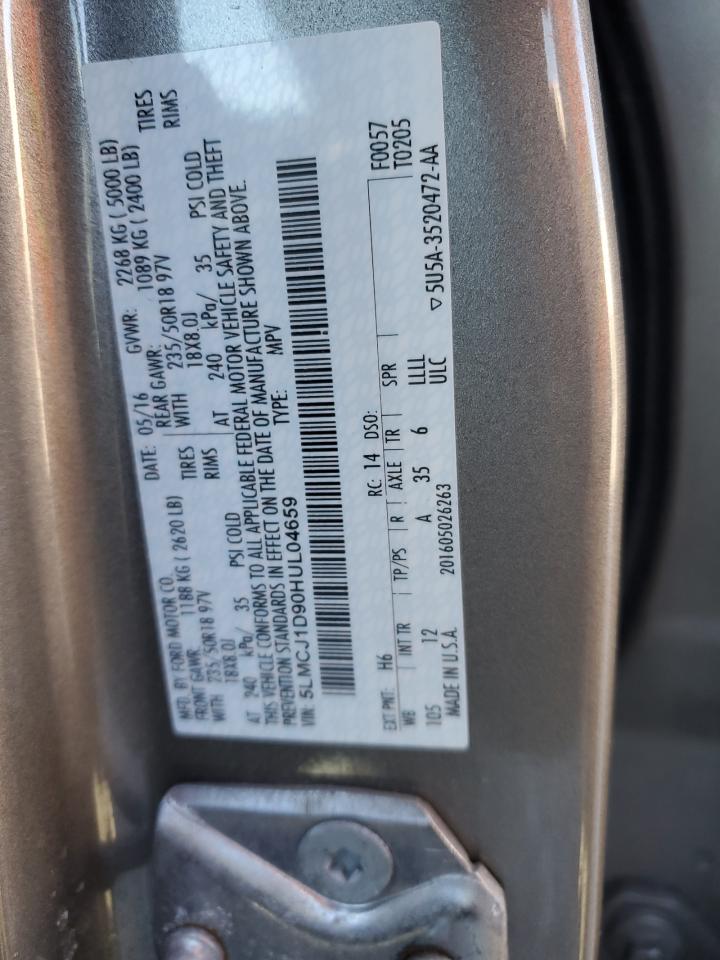 MFD. BY FORD MOTOR CO. DATE: 05/16 GVWR: 2268 KG ( 5000 LB)
FRONT GAWR: 1188 KG ( 2620 LB) REAR GAWR: 1089 KG ( 2400 LB)
WITH 235/50R18 97V TIRES WITH 235/50R18 97V TIRES
18X8.0J RIMS 18X8.0J RIMS
AT 240 kPa/ 35 PSI COLD AT 240 kPa/ 35 PSI COLD
THIS VEHICLE CONFORMS TO ALL APPLICABLE FEDERAL MOTOR VEHICLE SAFETY AND THEFT
PREVENTION STANDARDS IN EFFECT ON THE DATE OF MANUFACTURE SHOWN ABOVE.
VIN: 5LMCJ1D90HUL04659 TYPE: MPV
EXT PNT: H6 RC: 14 DSO: F0057
WB INT TR TP/PS R AXLE TR SPR T0205
105 12 A 35 6 LLLL
MADE IN U.S.A. 201605026263 ULC ▽ 5U5A-3520472-AA